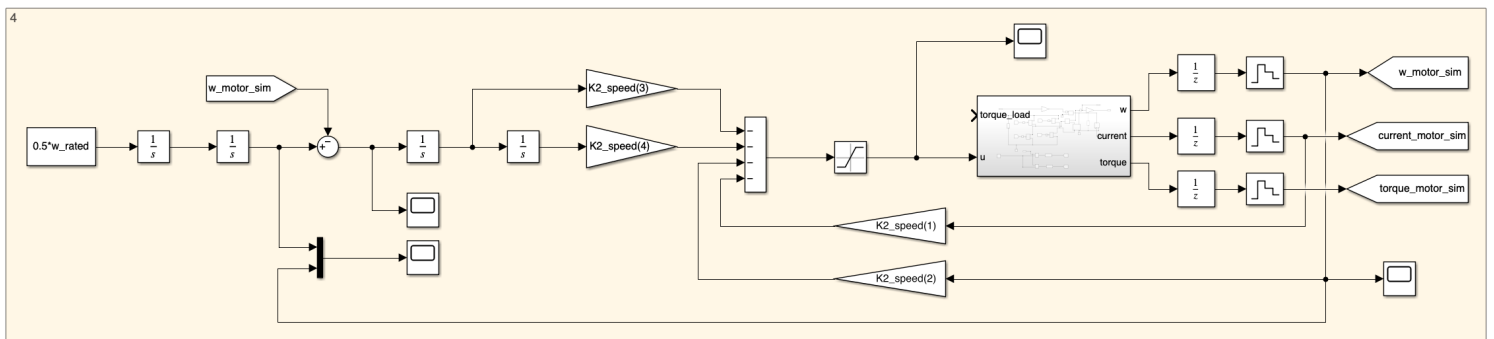 4
w_motor_sim
0.5*w_rated
1
s
1
s
+
−
1
s
1
s
K2_speed(3)
K2_speed(4)
−
−
−
−
torque_load
u
w
current
torque
1
z
1
z
1
z
w_motor_sim
current_motor_sim
torque_motor_sim
K2_speed(1)
K2_speed(2)